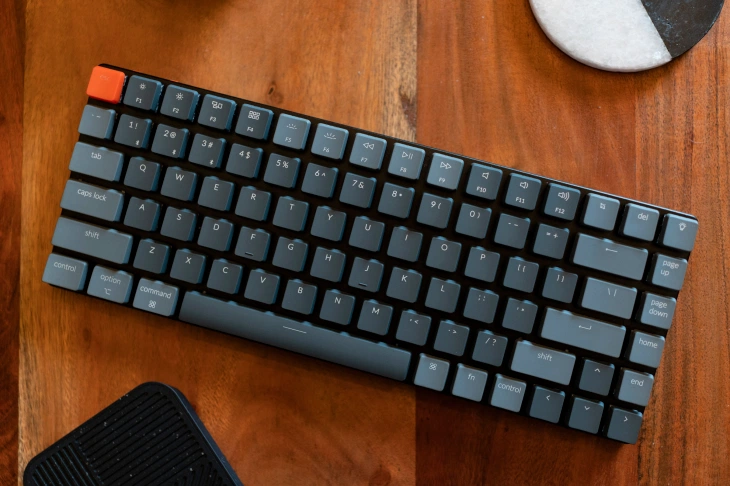 F1 F2 F3 F4 F5 F6 F7 F8 F9 F10 F11 F12 del
` ~ 1 ! 2 @ 3 # 4 $ 5 % 6 ^ 7 & 8 * 9 ( 0 ) - _ = + page up
tab Q W E R T Y U I O P [ { ] } \ | page down
caps lock A S D F G H J K L ; : ' " home
shift Z X C V B N M , < . > / ? shift end
control option command fn control